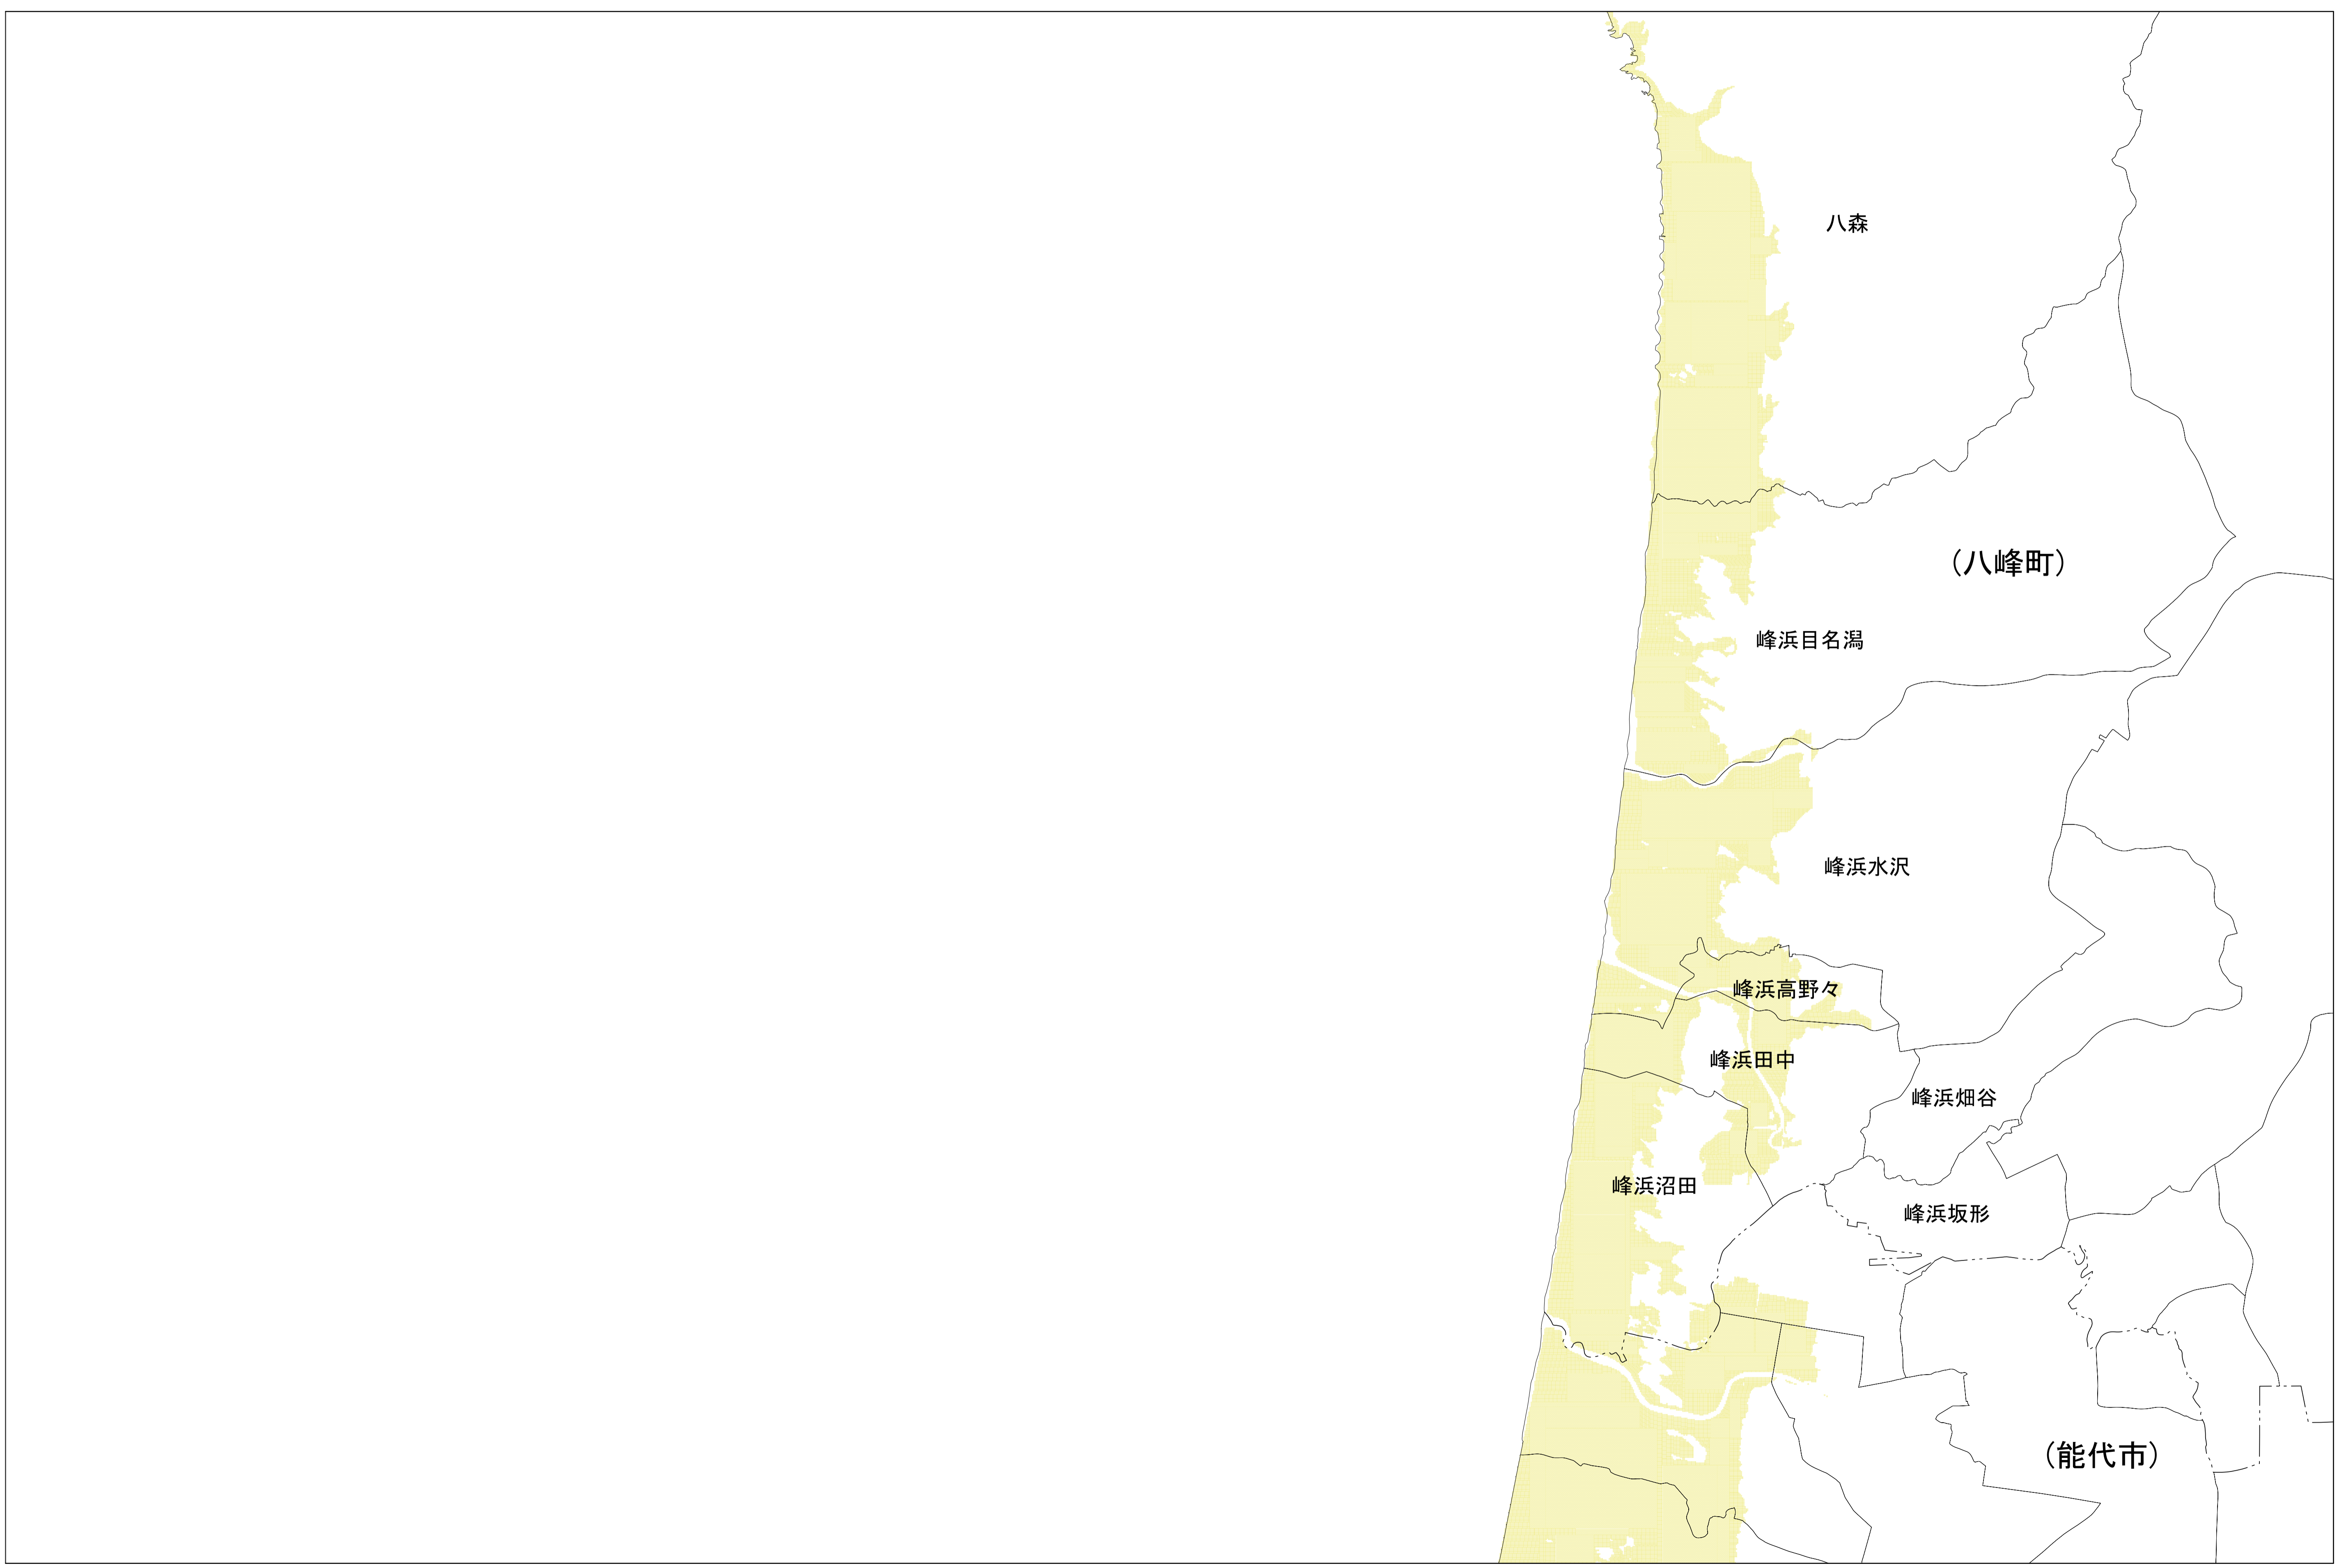 八森
（八峰町）
峰浜目名潟
峰浜水沢
峰浜高野々
峰浜田中
峰浜畑谷
峰浜沼田
峰浜坂形
（能代市）